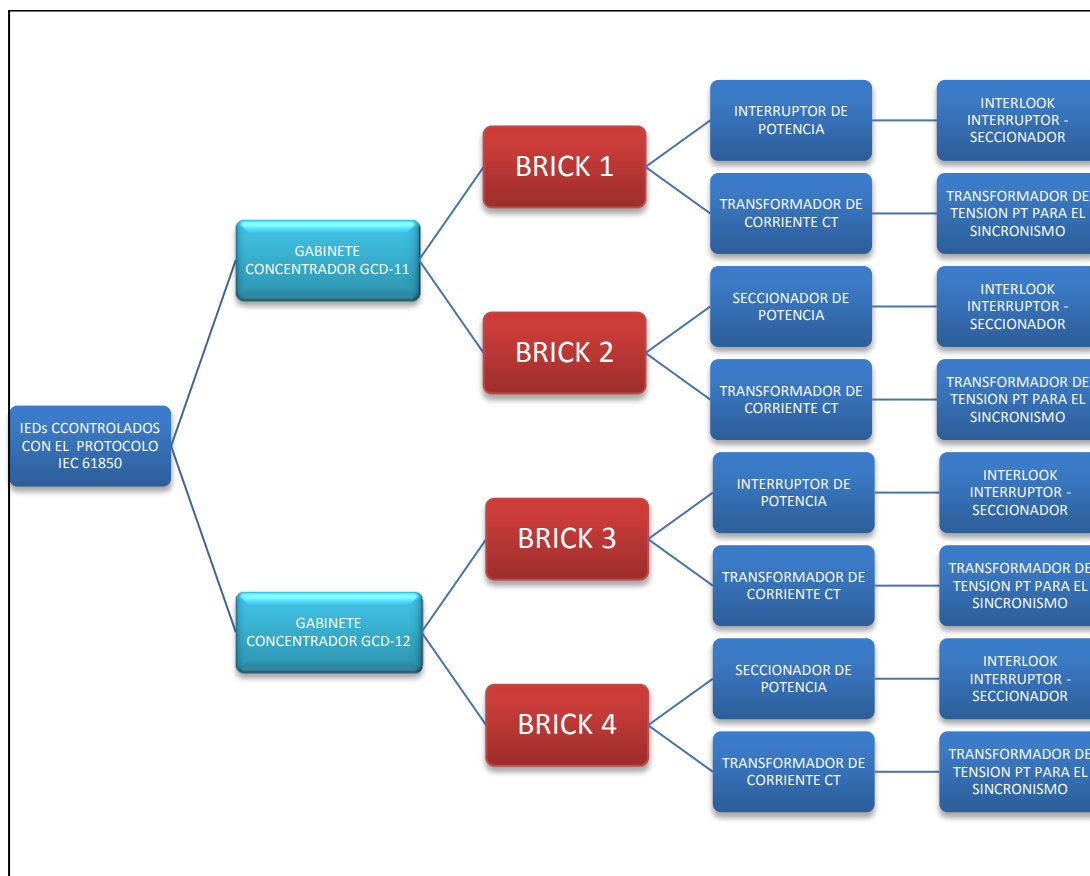 IEDs CCONTROLADOS
CON EL PROTOCOLO
IEC 61850
GABINETE
CONCENTRADOR GCD-11
BRICK 1
INTERRUPTOR DE
POTENCIA
INTERLOOK
INTERRUPTOR -
SECCIONADOR
TRANSFORMADOR DE
CORRIENTE CT
TRANSFORMADOR DE
TENSION PT PARA EL
SINCRONISMO
BRICK 2
SECCIONADOR DE
POTENCIA
INTERLOOK
INTERRUPTOR -
SECCIONADOR
TRANSFORMADOR DE
CORRIENTE CT
TRANSFORMADOR DE
TENSION PT PARA EL
SINCRONISMO
GABINETE
CONCENTRADOR GCD-12
BRICK 3
INTERRUPTOR DE
POTENCIA
INTERLOOK
INTERRUPTOR -
SECCIONADOR
TRANSFORMADOR DE
CORRIENTE CT
TRANSFORMADOR DE
TENSION PT PARA EL
SINCRONISMO
BRICK 4
SECCIONADOR DE
POTENCIA
INTERLOOK
INTERRUPTOR -
SECCIONADOR
TRANSFORMADOR DE
CORRIENTE CT
TRANSFORMADOR DE
TENSION PT PARA EL
SINCRONISMO